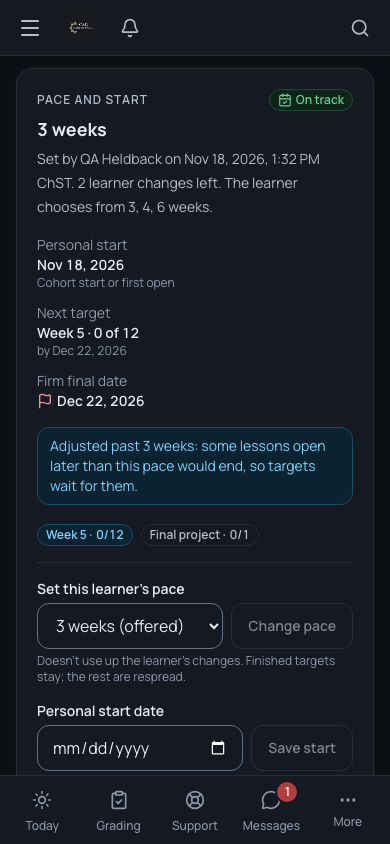 PACE AND START
On track
3 weeks
Set by QA Heldback on Nov 18, 2026, 1:32 PM
ChST. 2 learner changes left. The learner
chooses from 3, 4, 6 weeks.
Personal start
Nov 18, 2026
Cohort start or first open
Next target
Week 5 · 0 of 12
by Dec 22, 2026
Firm final date
Dec 22, 2026
Adjusted past 3 weeks: some lessons open
later than this pace would end, so targets
wait for them.
Week 5 · 0/12
Final project · 0/1
Set this learner's pace
3 weeks (offered)
Change pace
Doesn't use up the learner's changes. Finished targets
stay; the rest are respread.
Personal start date
mm/dd/yyyy
Save start
1
Today
Grading
Support
Messages
More